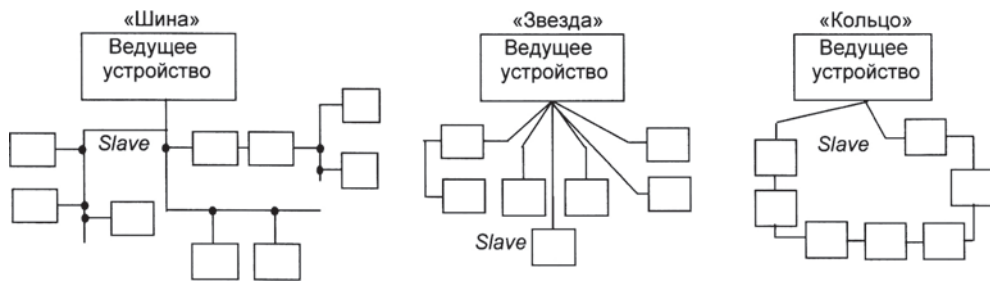 «Шина»
Ведущее
устройство
Slave
«Звезда»
Ведущее
устройство
Slave
«Кольцо»
Ведущее
устройство
Slave